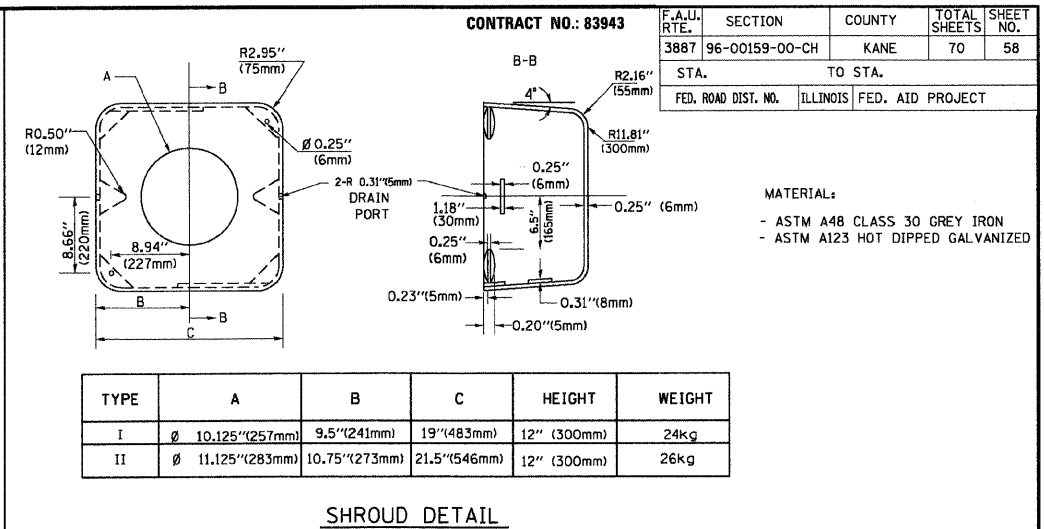 CONTRACT NO.: 83943
F.A.U. RTE. SECTION COUNTY TOTAL SHEETS SHEET NO.
3887 96-00159-00-CH KANE 70 58
STA. TO STA.
FED. ROAD DIST. NO. ILLINOIS FED. AID PROJECT
R2.95"
(75mm)
A
B
R0.50"
(12mm)
Ø 0.25"
(6mm)
2-R 0.31"(5mm)
DRAIN
PORT
8.66"
(220mm)
8.94"
(227mm)
B
B
C
B-B
4°
R2.16"
(55mm)
R11.81"
(300mm)
0.25"
(6mm)
0.25" (6mm)
1.18"
(30mm)
6.5"
(165mm)
0.25"
(6mm)
0.23"(5mm)
0.31"(8mm)
0.20"(5mm)
MATERIAL:
- ASTM A48 CLASS 30 GREY IRON
- ASTM A123 HOT DIPPED GALVANIZED
TYPE A B C HEIGHT WEIGHT
I Ø 10.125"(257mm) 9.5"(241mm) 19"(483mm) 12" (300mm) 24kg
II Ø 11.125"(283mm) 10.75"(273mm) 21.5"(546mm) 12" (300mm) 26kg
SHROUD DETAIL